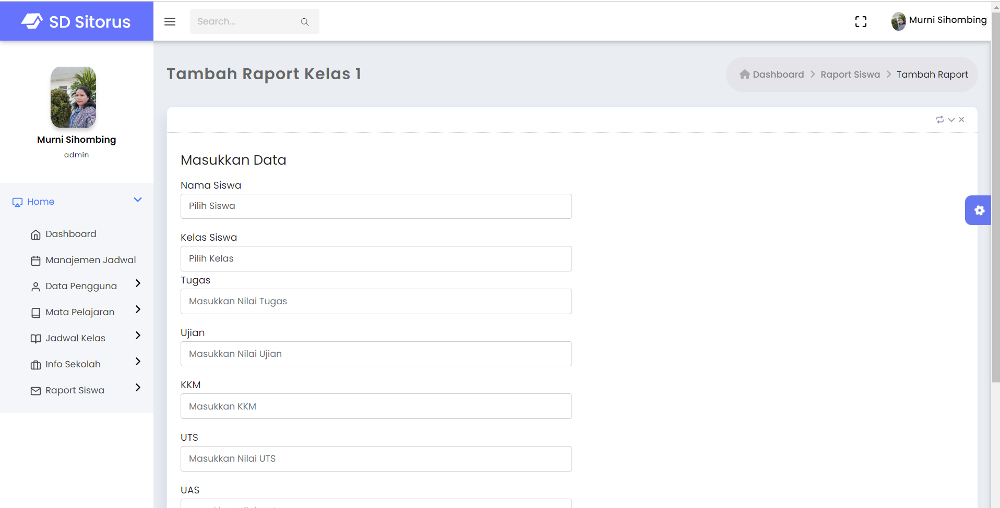 SD Sitorus
Search...
Murni Sihombing
Murni Sihombing
admin
Home
Dashboard
Manajemen Jadwal
Data Pengguna
Mata Pelajaran
Jadwal Kelas
Info Sekolah
Raport Siswa
Tambah Raport Kelas 1
Dashboard > Raport Siswa > Tambah Raport
Masukkan Data
Nama Siswa
Pilih Siswa
Kelas Siswa
Pilih Kelas
Tugas
Masukkan Nilai Tugas
Ujian
Masukkan Nilai Ujian
KKM
Masukkan KKM
UTS
Masukkan Nilai UTS
UAS